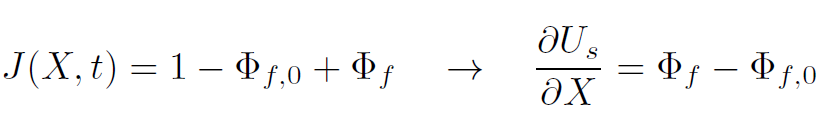 J(X, t) = 1 − Φ_{f,0} + Φ_f → ∂U_s/∂X = Φ_f − Φ_{f,0}